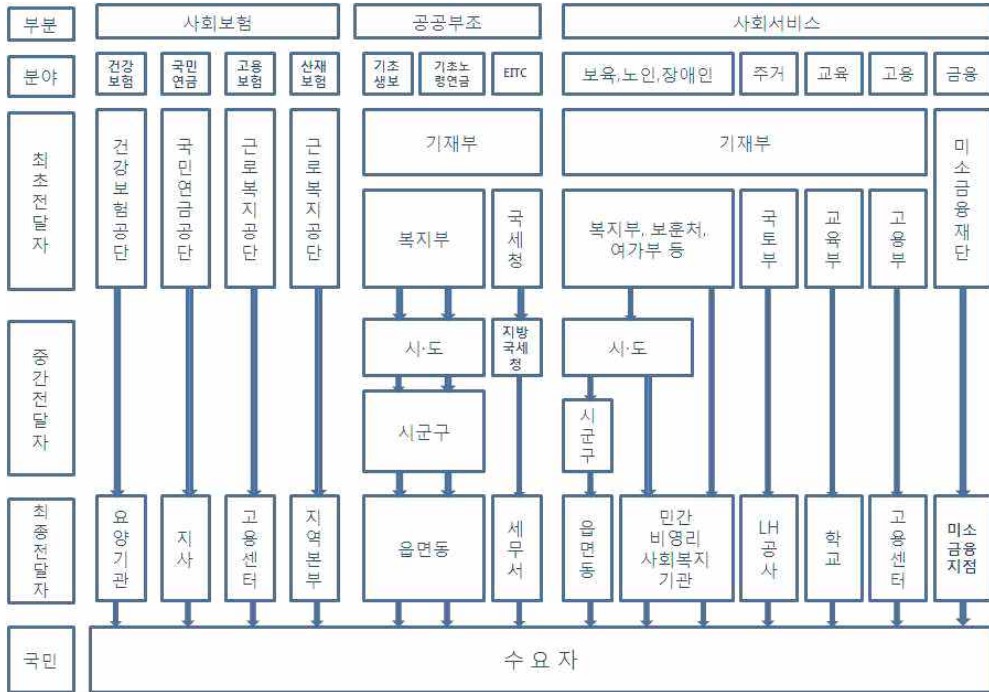 부분
사회보험
공공부조
사회서비스
분야
건강
보험
국민
연금
고용
보험
산재
보험
기초
생보
기초노
령연금
EITC
보육,노인,장애인
주거
교육
고용
금융
최초전달자
건강보험공단
국민연금공단
근로복지공단
근로복지공단
기재부
기재부
미소금융재단
복지부
국세청
복지부, 보훈처,
여가부 등
국토부
교육부
고용부
중간전달자
시·도
지방
국세
청
시·도
시군구
시군구
최종전달자
요양기관
지사
고용센터
지역본부
읍면동
세무서
읍면동
민간
비영리
사회복지
기관
LH
공사
학교
고용센터
미소
금융
지점
국민
수요자